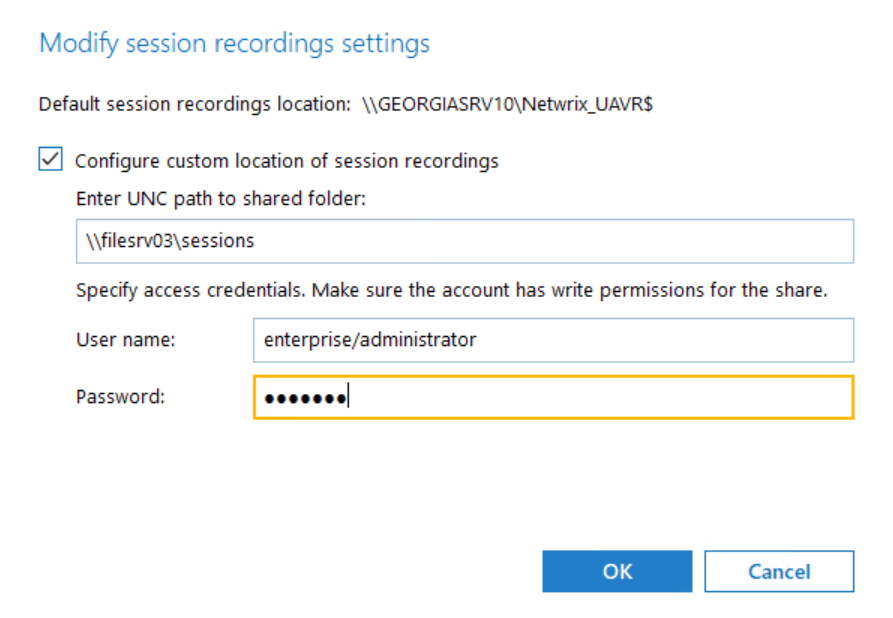 Modify session recordings settings
Default session recordings location: \\GEORGIASRV10\Netwrix_UAVR$
Configure custom location of session recordings
Enter UNC path to shared folder:
\\filesrv03\sessions
Specify access credentials. Make sure the account has write permissions for the share.
User name: enterprise/administrator
Password: ●●●●●●●
OK Cancel